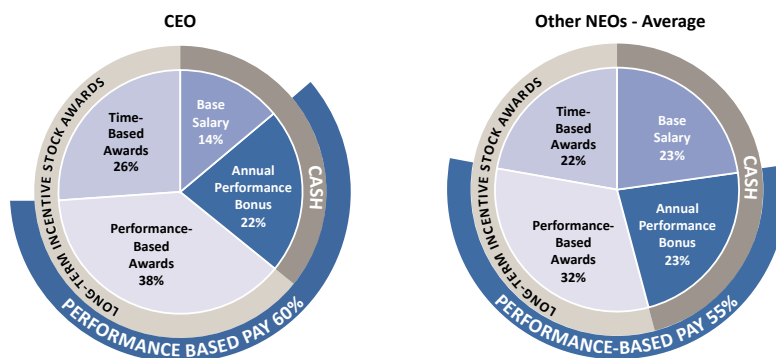 CEO
Base
Salary
14%
Annual
Performance
Bonus
22%
Performance-
Based
Awards
38%
Time-
Based
Awards
26%
CASH
LONG-TERM INCENTIVE STOCK AWARDS
PERFORMANCE BASED PAY 60%
Other NEOs - Average
Base
Salary
23%
Annual
Performance
Bonus
23%
Performance-
Based
Awards
32%
Time-
Based
Awards
22%
CASH
LONG-TERM INCENTIVE STOCK AWARDS
PERFORMANCE-BASED PAY 55%